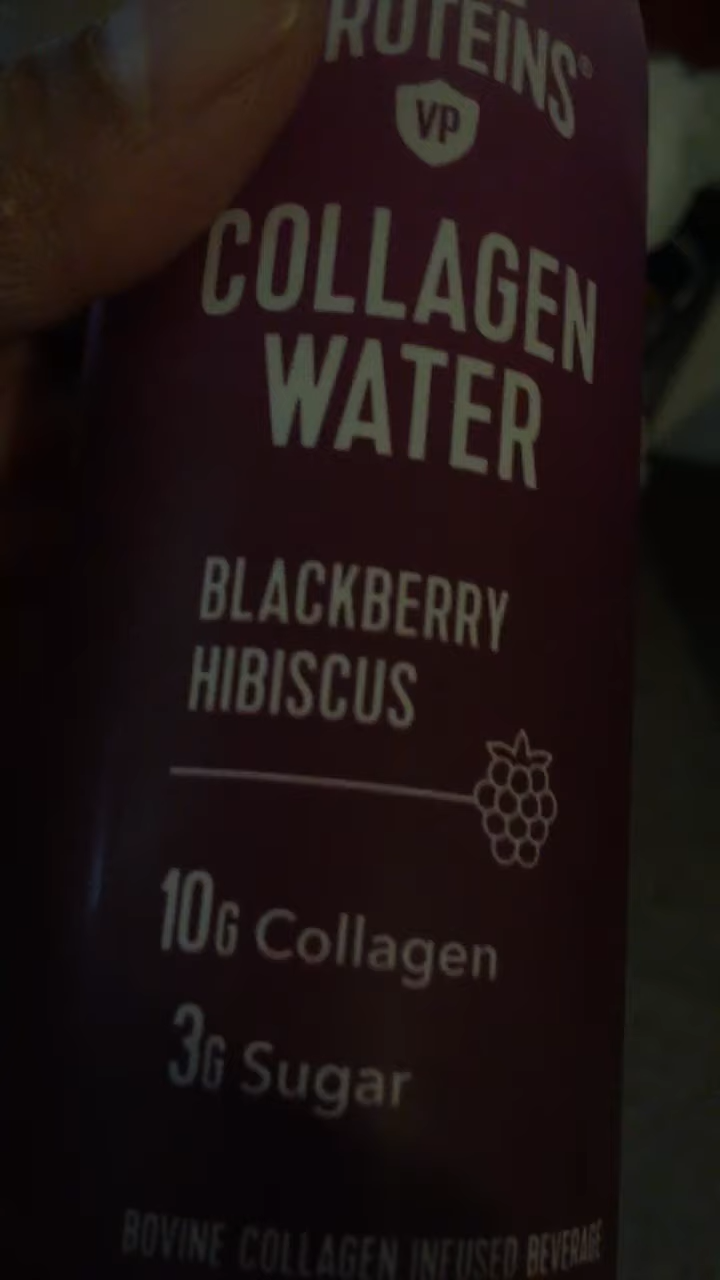 ROTEINS®
VP
COLLAGEN
WATER
BLACKBERRY
HIBISCUS
10G Collagen
3G Sugar
BOVINE COLLAGEN INFUSED BEVERAGE